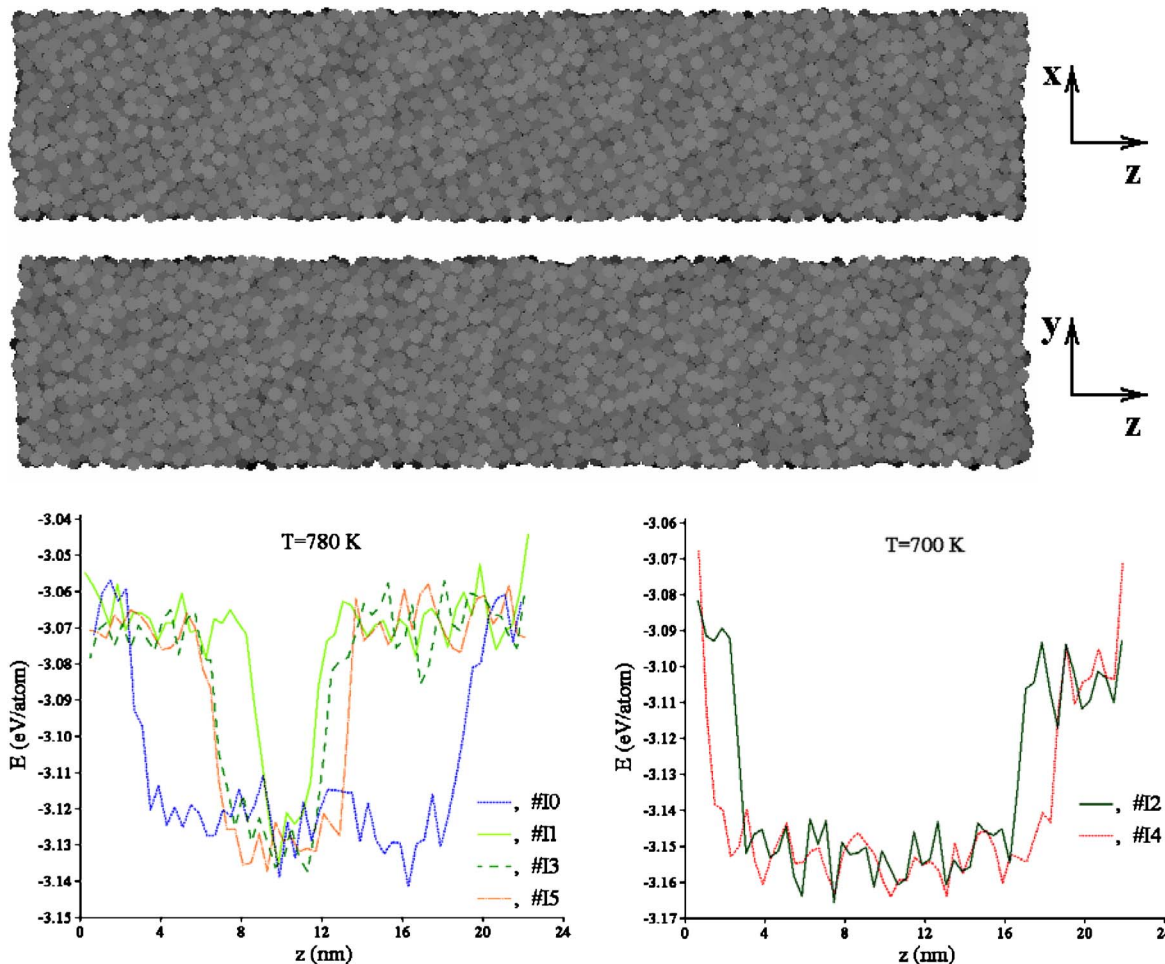 x
z
y
z
T=780 K
E (eV/atom)
-3.04
-3.05
-3.06
-3.07
-3.08
-3.09
-3.10
-3.11
-3.12
-3.13
-3.14
-3.15
0 4 8 12 16 20 24
z (nm)
, #I0
, #I1
, #I3
, #I5
T=700 K
E (eV/atom)
-3.06
-3.07
-3.08
-3.09
-3.10
-3.11
-3.12
-3.13
-3.14
-3.15
-3.16
-3.17
0 4 8 12 16 20 24
z (nm)
, #I2
, #I4